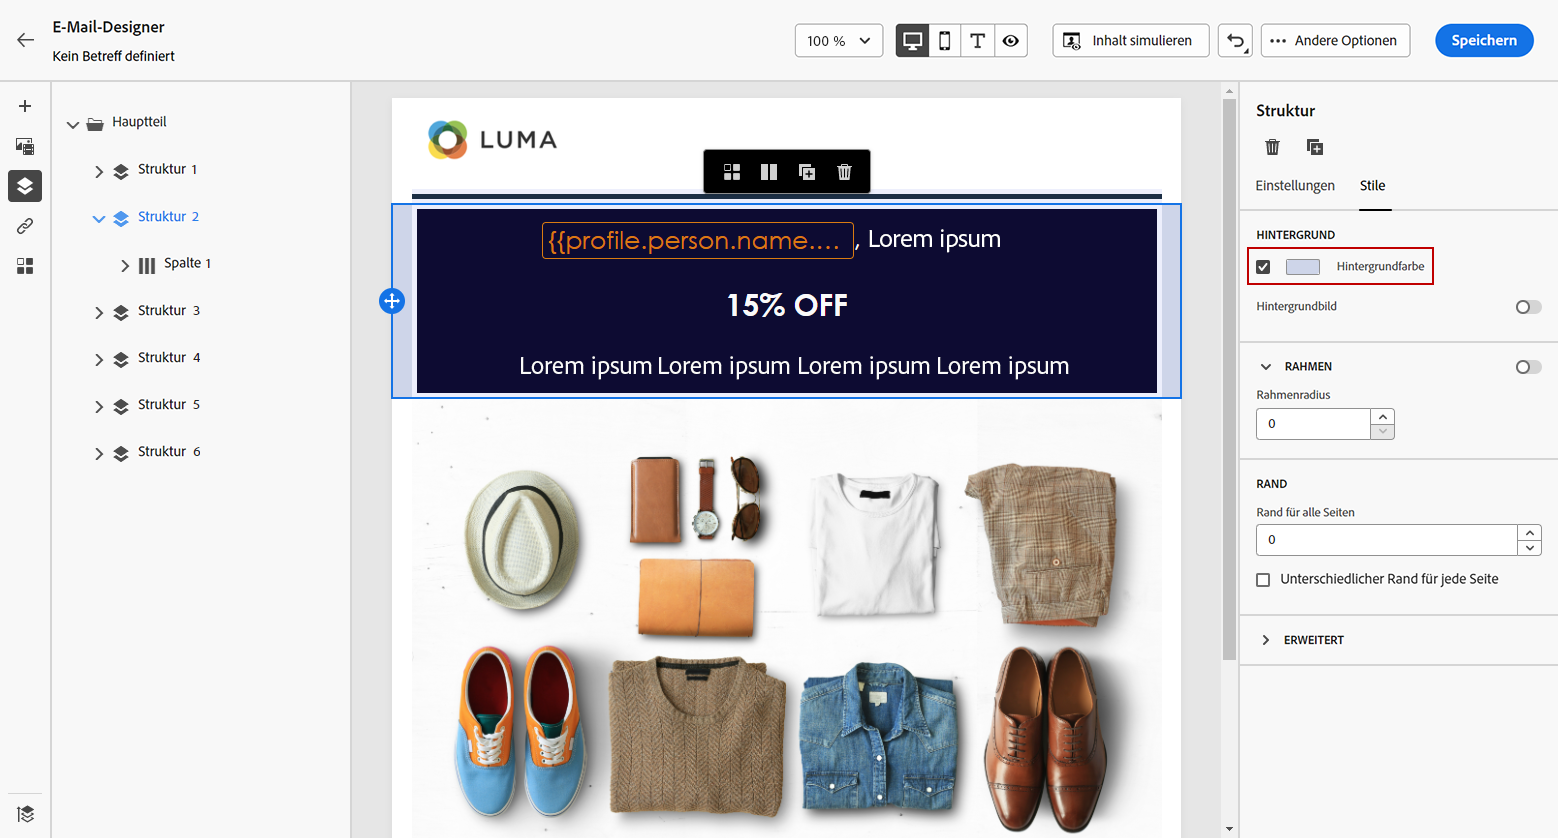 E-Mail-Designer
Kein Betreff definiert
100 %
Inhalt simulieren
Andere Optionen
Speichern
Hauptteil
Struktur 1
Struktur 2
Spalte 1
Struktur 3
Struktur 4
Struktur 5
Struktur 6
LUMA
{{profile.person.name.... , Lorem ipsum
15% OFF
Lorem ipsum Lorem ipsum Lorem ipsum Lorem ipsum
Struktur
Einstellungen Stile
HINTERGRUND
Hintergrundfarbe
Hintergrundbild
RAHMEN
Rahmenradius
0
RAND
Rand für alle Seiten
0
Unterschiedlicher Rand für jede Seite
ERWEITERT